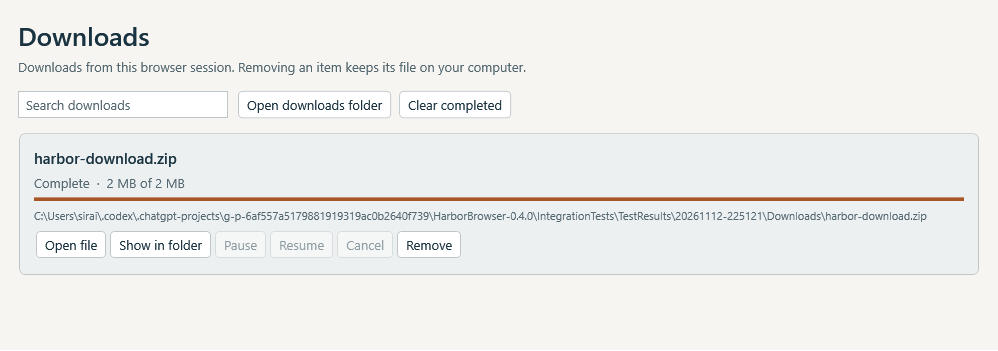 Downloads
Downloads from this browser session. Removing an item keeps its file on your computer.
Search downloads
Open downloads folder
Clear completed
harbor-download.zip
Complete · 2 MB of 2 MB
C:\Users\sirai\.codex\.chatgpt-projects\g-p-6af557a5179881919319ac0b2640f739\HarborBrowser-0.4.0\IntegrationTests\TestResults\20261112-225121\Downloads\harbor-download.zip
Open file
Show in folder
Pause
Resume
Cancel
Remove